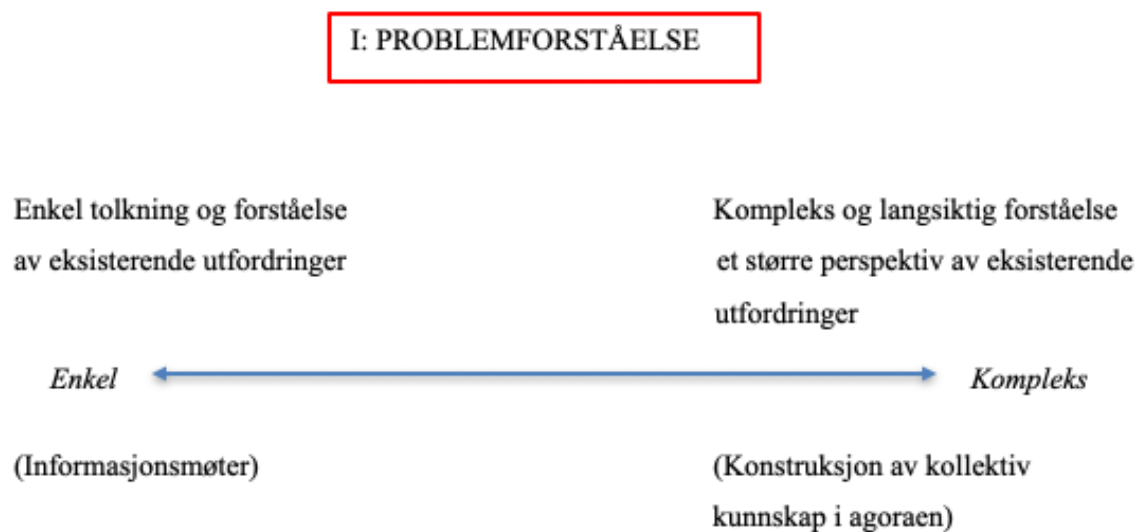 I: PROBLEMFORSTÅELSE
Enkel tolkning og forståelse
av eksisterende utfordringer
Kompleks og langsiktig forståelse
et større perspektiv av eksisterende
utfordringer
Enkel
Kompleks
(Informasjonsmøter)
(Konstruksjon av kollektiv
kunnskap i agoraen)